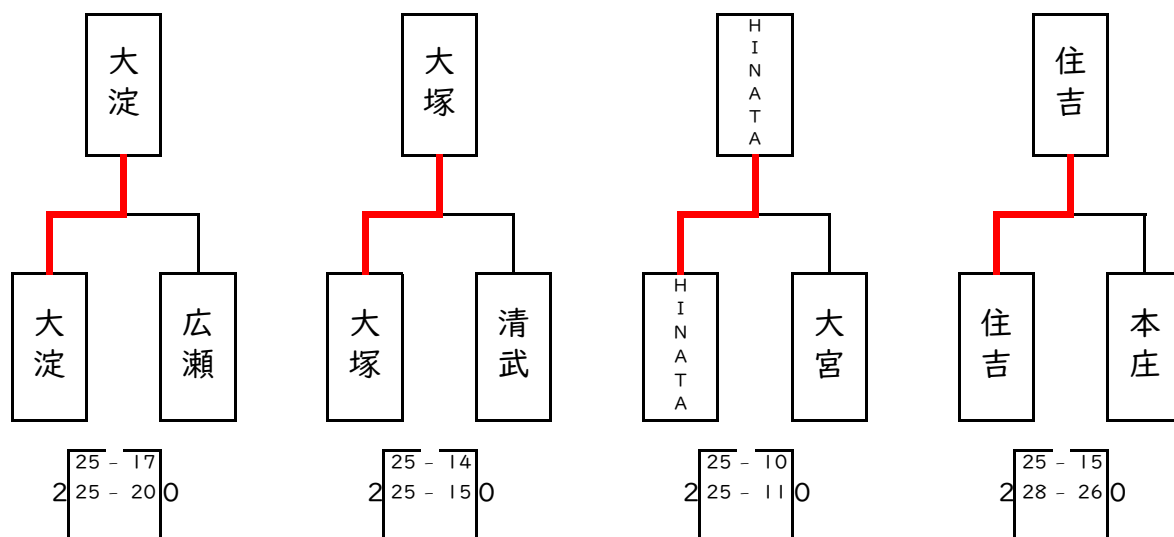 大淀
大塚
HINATA
住吉
大淀
広瀬
大塚
清武
HINATA
大宮
住吉
本庄
2 25 - 17 0
25 - 20
2 25 - 14 0
25 - 15
2 25 - 10 0
25 - 11
2 25 - 15 0
28 - 26